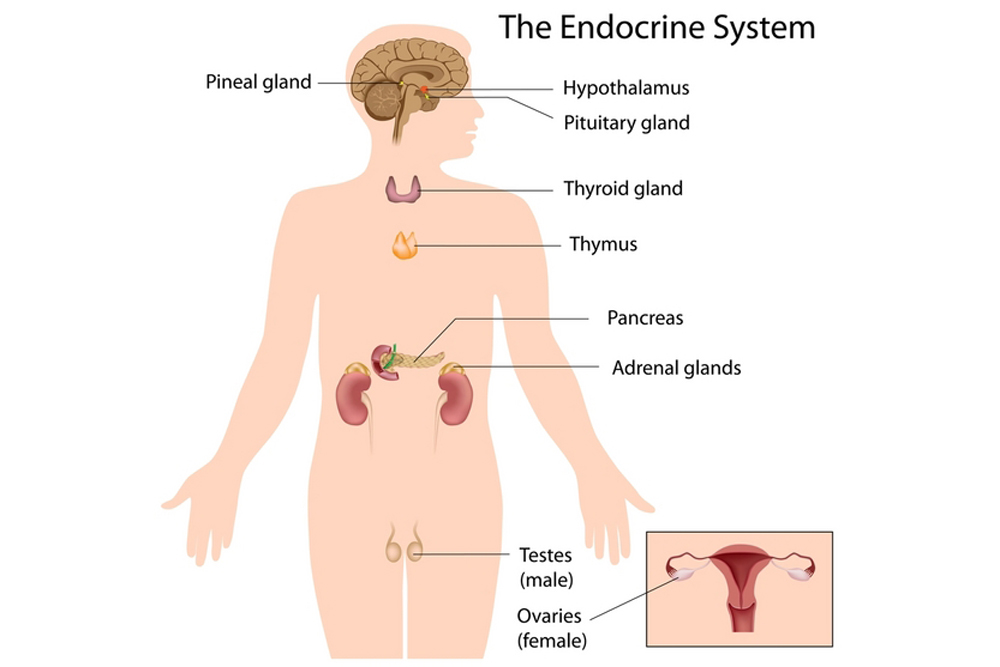 The Endocrine System
Pineal gland
Hypothalamus
Pituitary gland
Thyroid gland
Thymus
Pancreas
Adrenal glands
Testes
(male)
Ovaries
(female)